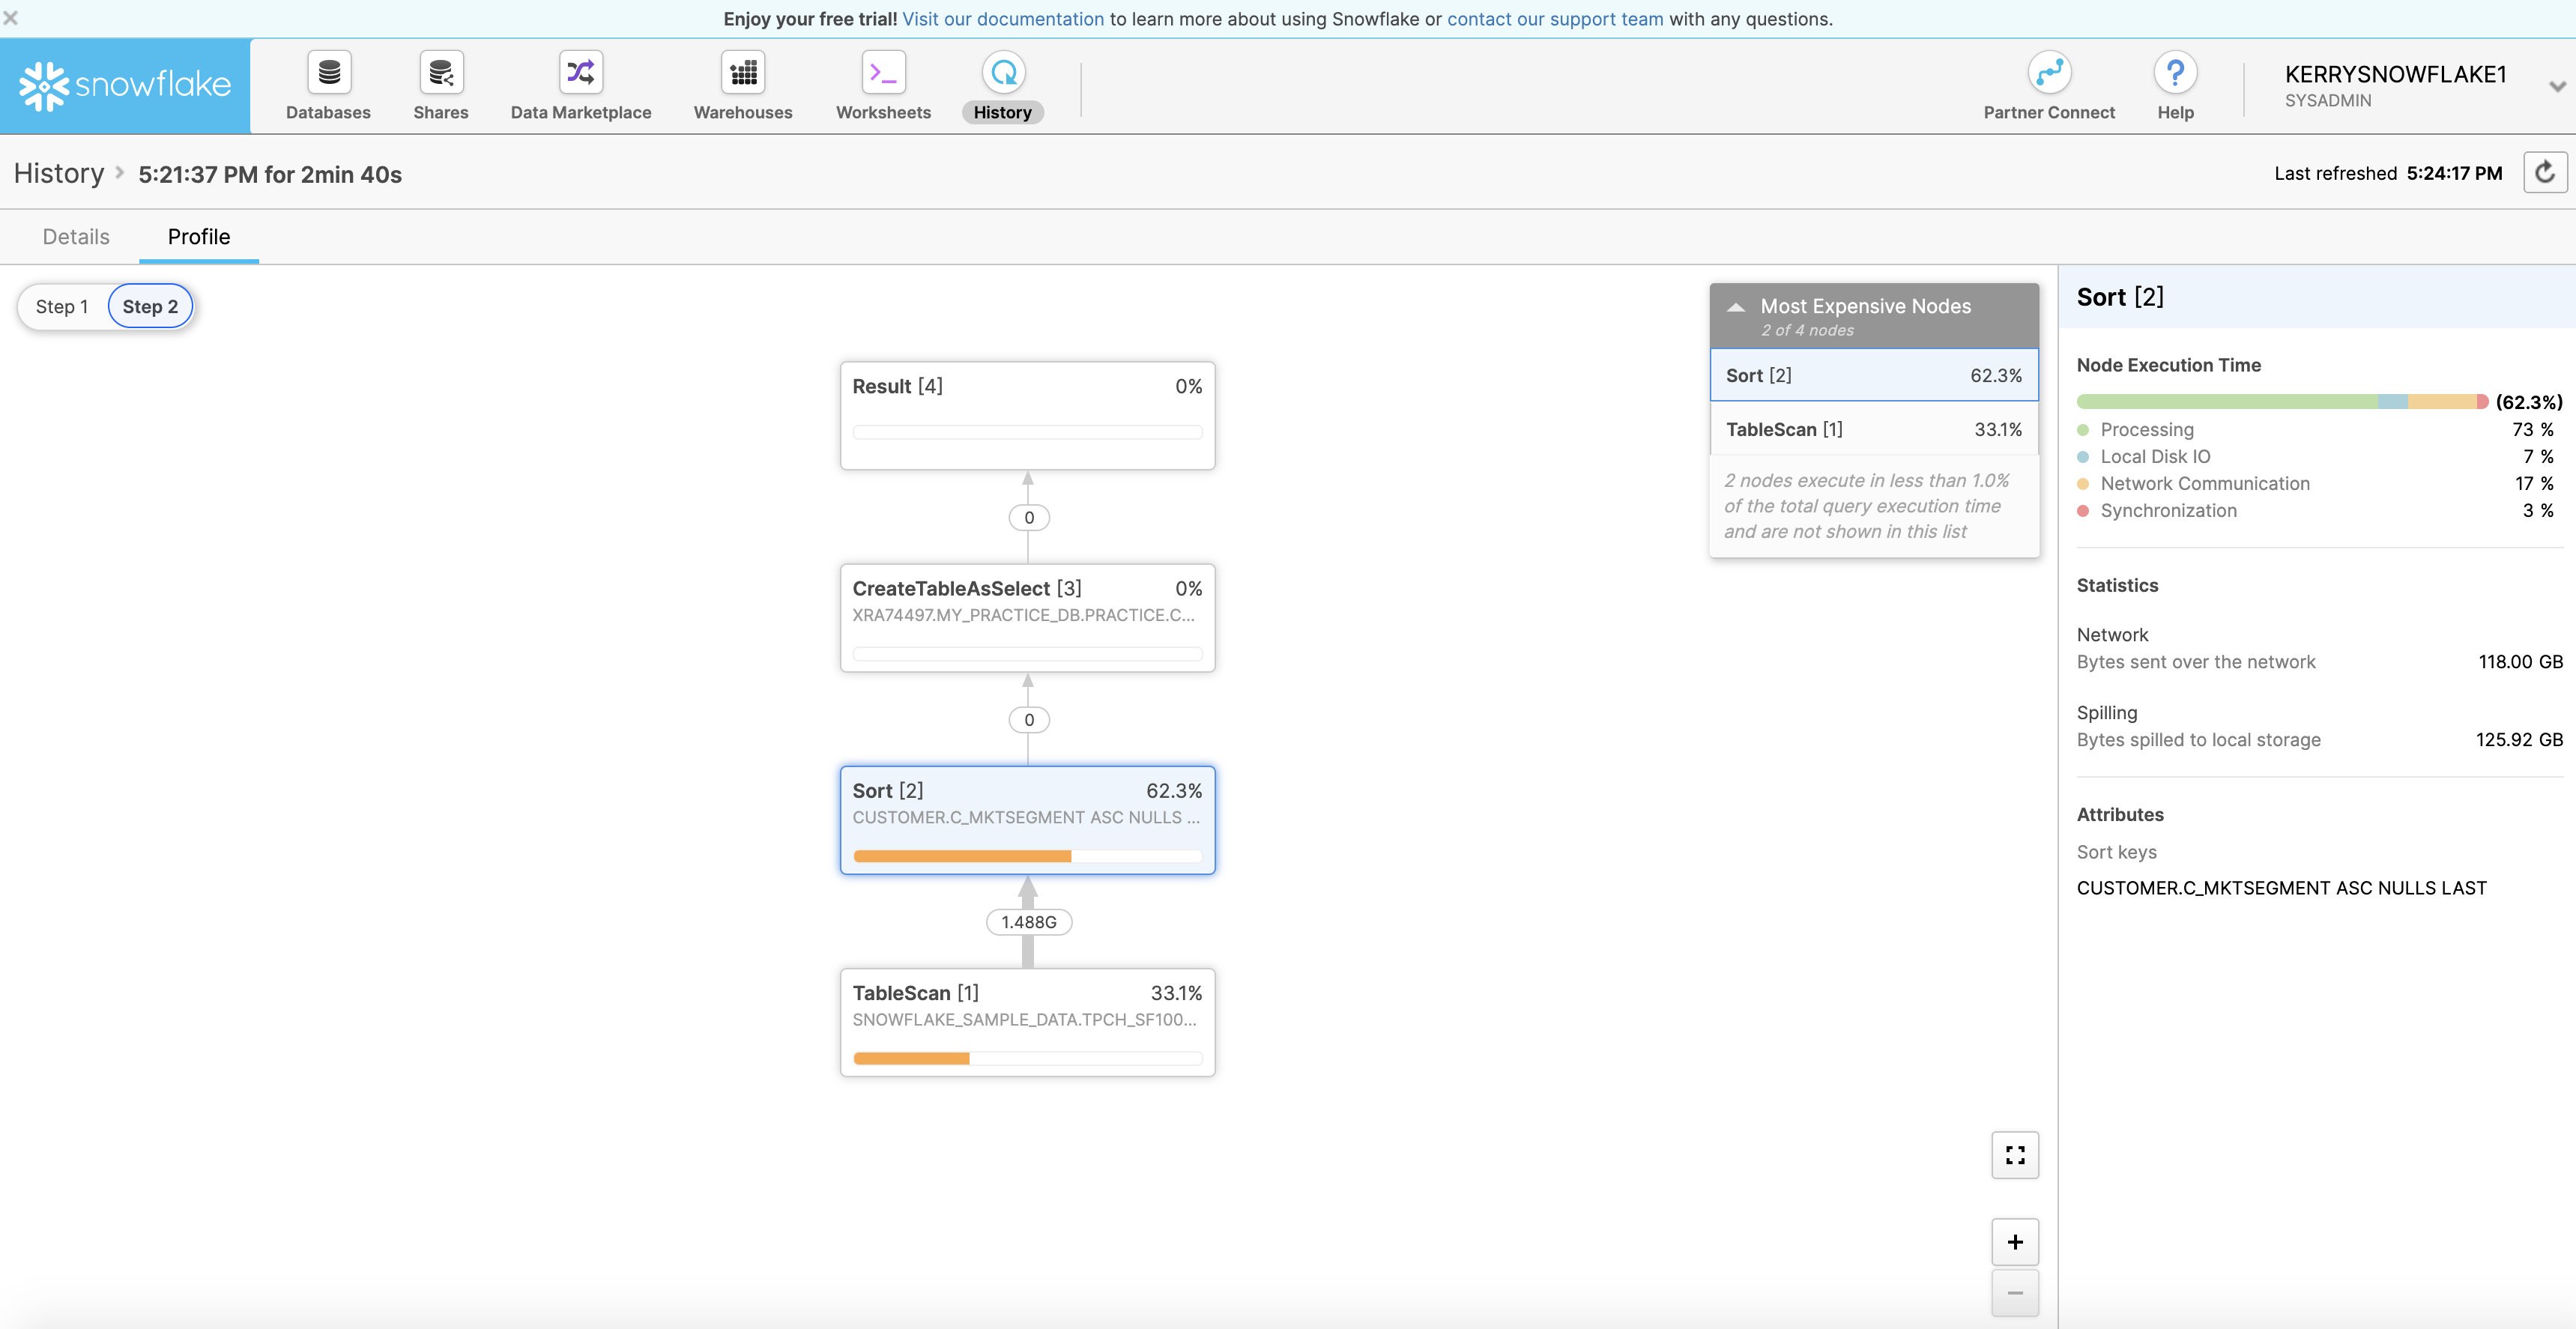 Enjoy your free trial! Visit our documentation to learn more about using Snowflake or contact our support team with any questions.
snowflake
Databases
Shares
Data Marketplace
Warehouses
Worksheets
History
Partner Connect
Help
KERRYSNOWFLAKE1
SYSADMIN
History
5:21:37 PM for 2min 40s
Last refreshed 5:24:17 PM
Details
Profile
Step 1
Step 2
Result [4] 0%
0
CreateTableAsSelect [3] 0%
XRA74497.MY_PRACTICE_DB.PRACTICE.C...
0
Sort [2] 62.3%
CUSTOMER.C_MKTSEGMENT ASC NULLS ...
1.488G
TableScan [1] 33.1%
SNOWFLAKE_SAMPLE_DATA.TPCH_SF100...
Most Expensive Nodes
2 of 4 nodes
Sort [2] 62.3%
TableScan [1] 33.1%
2 nodes execute in less than 1.0%
of the total query execution time
and are not shown in this list
Sort [2]
Node Execution Time
(62.3%)
Processing 73 %
Local Disk IO 7 %
Network Communication 17 %
Synchronization 3 %
Statistics
Network
Bytes sent over the network 118.00 GB
Spilling
Bytes spilled to local storage 125.92 GB
Attributes
Sort keys
CUSTOMER.C_MKTSEGMENT ASC NULLS LAST